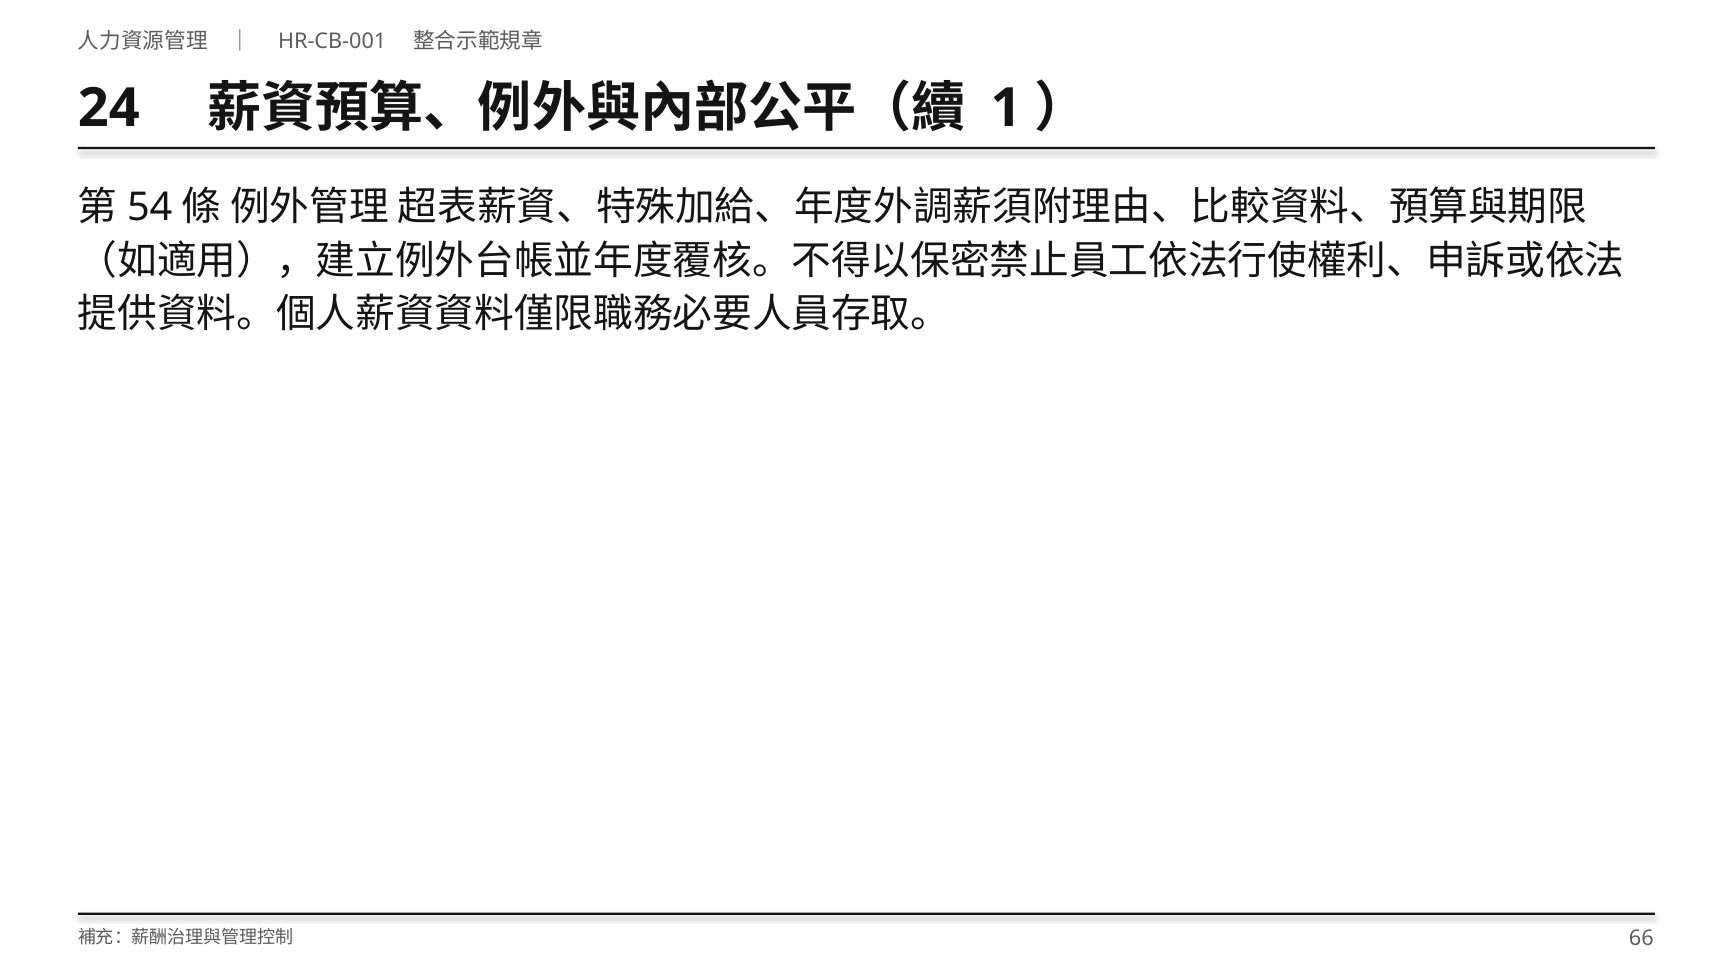 人力資源管理 ｜ HR-CB-001 整合示範規章
24 薪資預算、例外與內部公平（續 1）
第 54 條 例外管理 超表薪資、特殊加給、年度外調薪須附理由、比較資料、預算與期限
（如適用），建立例外台帳並年度覆核。不得以保密禁止員工依法行使權利、申訴或依法
提供資料。個人薪資資料僅限職務必要人員存取。
補充：薪酬治理與管理控制
66